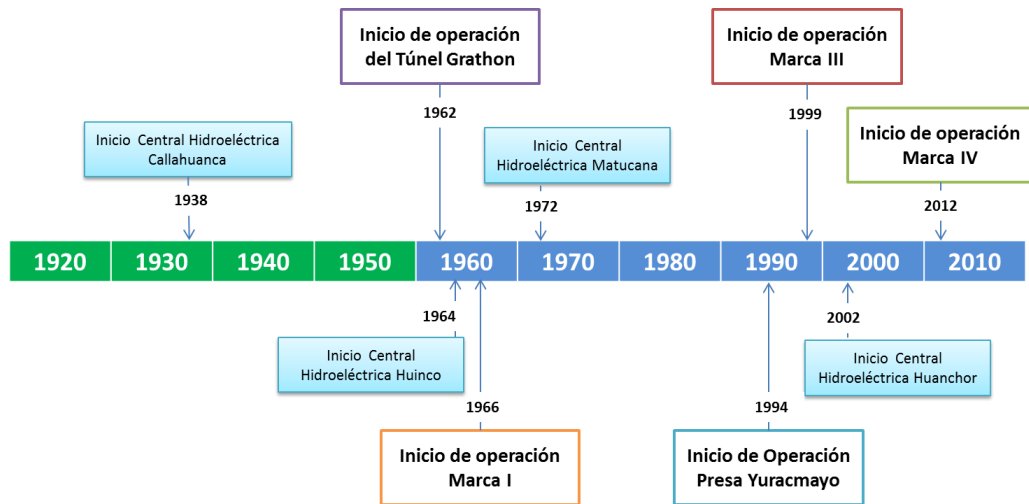 Inicio de operación
del Túnel Grathon
Inicio de operación
Marca III
1962
1999
Inicio Central Hidroeléctrica
Callahuanca
Inicio Central
Hidroeléctrica Matucana
Inicio de operación
Marca IV
1938
1972
2012
1920 1930 1940 1950 1960 1970 1980 1990 2000 2010
1964
2002
Inicio Central
Hidroeléctrica Huinco
Inicio Central
Hidroeléctrica Huanchor
1966
1994
Inicio de operación
Marca I
Inicio de Operación
Presa Yuracmayo